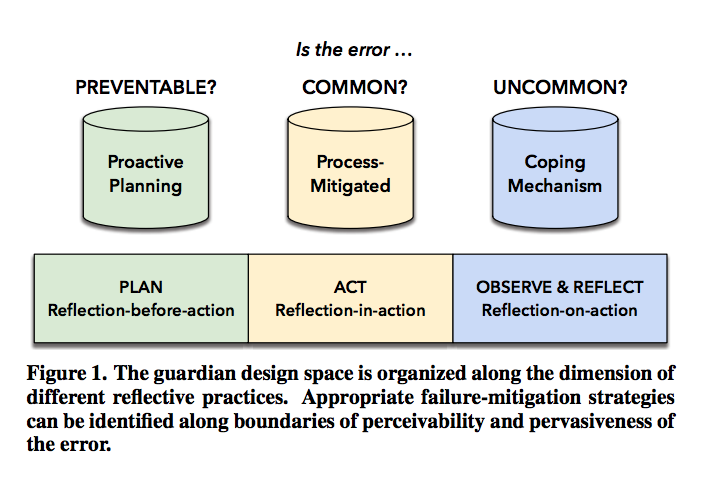 Is the error ...
PREVENTABLE?
COMMON?
UNCOMMON?
Proactive
Planning
Process-
Mitigated
Coping
Mechanism
PLAN
Reflection-before-action
ACT
Reflection-in-action
OBSERVE & REFLECT
Reflection-on-action
Figure 1. The guardian design space is organized along the dimension of
different reflective practices. Appropriate failure-mitigation strategies
can be identified along boundaries of perceivability and pervasiveness of
the error.